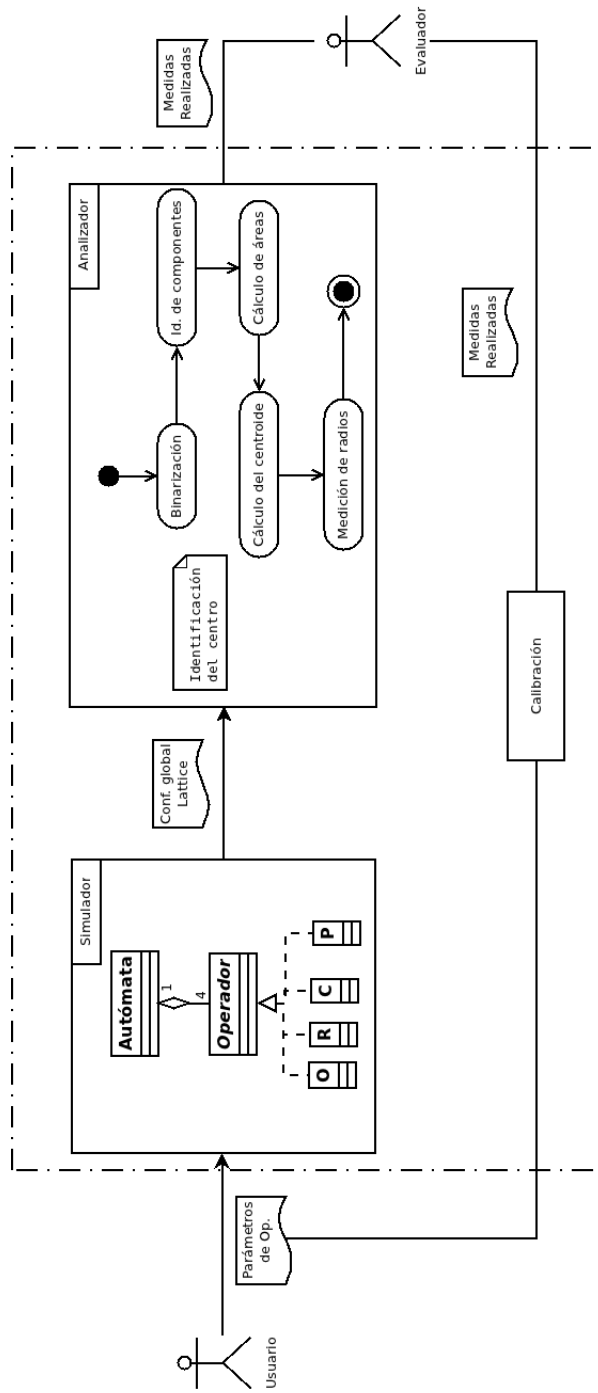 Usuario
Parámetros
de Op.
Simulador
Autómata
1
4
Operador
O
R
C
P
Conf. global
Lattice
Analizador
Identificación
del centro
Binarización
Id. de componentes
Cálculo de áreas
Cálculo del centroide
Medición de radios
Medidas
Realizadas
Evaluador
Medidas
Realizadas
Calibración